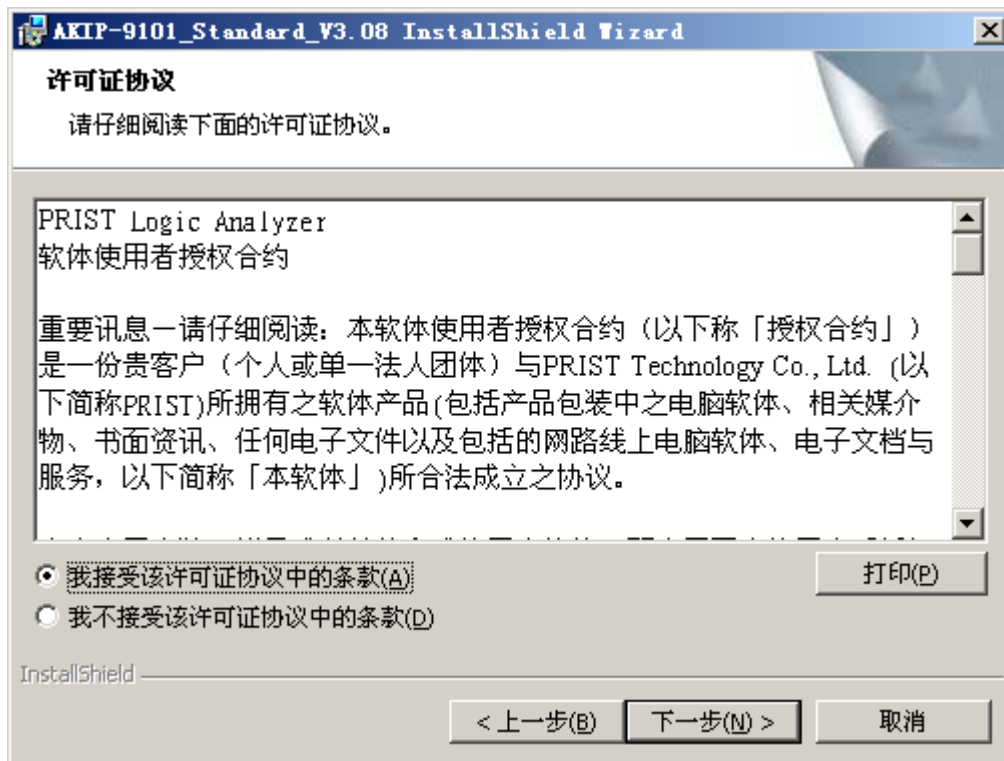 AKIP-9101_Standard_V3.08 InstallShield Wizard
许可证协议
请仔细阅读下面的许可证协议。
PRIST Logic Analyzer
软体使用者授权合约
重要讯息－请仔细阅读：本软体使用者授权合约（以下称「授权合约」）
是一份贵客户（个人或单一法人团体）与PRIST Technology Co., Ltd. (以
下简称PRIST)所拥有之软体产品(包括产品包装中之电脑软体、相关媒介
物、书面资讯、任何电子文件以及包括的网路线上电脑软体、电子文档与
服务，以下简称「本软体」)所合法成立之协议。
我接受该许可证协议中的条款(A)
打印(P)
我不接受该许可证协议中的条款(D)
InstallShield
< 上一步(B)
下一步(N) >
取消